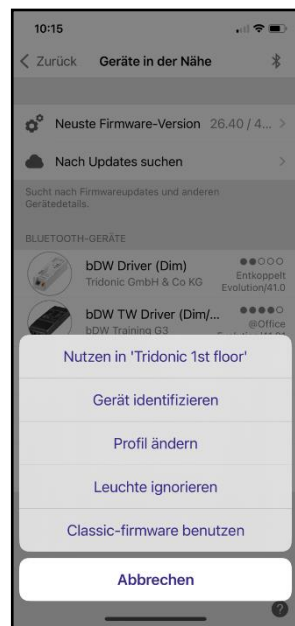 10:15
Zurück Geräte in der Nähe
Neuste Firmware-Version 26.40 / 4...
Nach Updates suchen
Sucht nach Firmwareupdates und anderen
Gerätedetails.
BLUETOOTH-GERÄTE
bDW Driver (Dim)
Tridonic GmbH & Co KG
Entkoppelt
Evolution/41.0
bDW TW Driver (Dim/...
bDW Training G3
@Office
Nutzen in 'Tridonic 1st floor'
Gerät identifizieren
Profil ändern
Leuchte ignorieren
Classic-firmware benutzen
Abbrechen
?